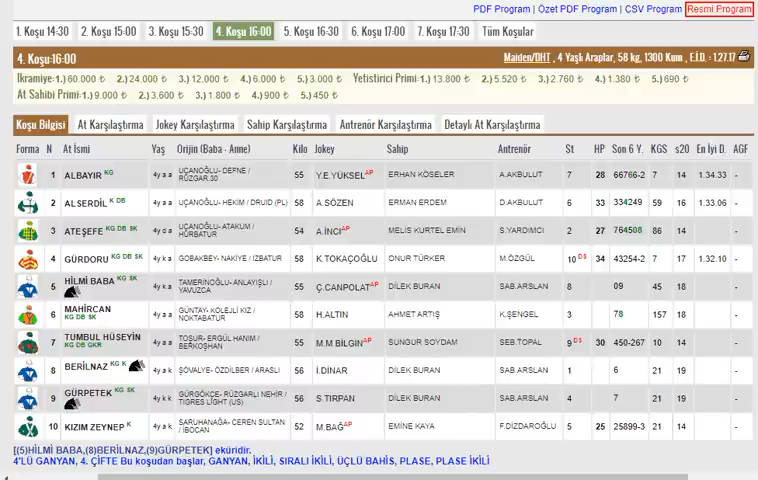 PDF Program | Özet PDF Program | CSV Program Resmi Program
1. Koşu 14:30 2. Koşu 15:00 3. Koşu 15:30 4. Koşu 16:00 5. Koşu 16:30 6. Koşu 17:00 7. Koşu 17:30 Tüm Koşular
4. Koşu:16:00 Maiden/DHT , 4 Yaşlı Araplar, 58 kg, 1300 Kum , E.İ.D. : 1.27.17
İkramiye:1.) 60.000 ₺ 2.) 24.000 ₺ 3.) 12.000 ₺ 4.) 6.000 ₺ 5.) 3.000 ₺ Yetistirici Primi:1.) 13.800 ₺ 2.) 5.520 ₺ 3.) 2.760 ₺ 4.) 1.380 ₺ 5.) 690 ₺
At Sahibi Primi:1.) 9.000 ₺ 2.) 3.600 ₺ 3.) 1.800 ₺ 4.) 900 ₺ 5.) 450 ₺
Koşu Bilgisi At Karşılaştırma Jokey Karşılaştırma Sahip Karşılaştırma Antrenör Karşılaştırma Detaylı At Karşılaştırma
Forma N At İsmi Yaş Orijin (Baba - Anne) Kilo Jokey Sahip Antrenör St HP Son 6 Y. KGS s20 En İyi D. AGF
1 ALBAYIR KG 4y a a UÇANOĞLU- DEFNE / RÜZGAR.30 55 Y.E.YÜKSEL AP ERHAN KÖSELER A.AKBULUT 7 28 66766-2 7 14 1.34.33 -
2 ALSERDİL K DB 4y a a UÇANOĞLU- HEKİM / DRUID (PL) 58 A.SÖZEN ERMAN ERDEM D.AKBULUT 6 33 334249 59 16 1.33.06 -
3 ATEŞEFE KG DB SK 4y d a UÇANOĞLU- ATAKUM / HÜRBATUR 54 A.İNCİ AP MELİS KURTEL EMİN S.YARDIMCI 2 27 764508 86 14 -
4 GÜRDORU KG DB SK 4y k a GOBAKBEY- NAKİYE / İZBATUR 58 K.TOKAÇOĞLU ONUR TÜRKER M.ÖZGÜL 10 DS 34 43254-2 7 17 1.32.10 -
5 HİLMİ BABA KG SK 4y k a TAMERİNOĞLU- ANLAYIŞLI / YAVUZCA 55 Ç.CANPOLAT AP DİLEK BURAN SAB.ARSLAN 8 09 45 18 -
6 MAHİRCAN KG DB SK 4y a a GÜNTAY- KOLEJLİ KIZ / NOKTABATUR 58 H.ALTIN AHMET ARTIŞ K.ŞENGEL 3 78 157 18 -
7 TUMBUL HÜSEYİN KG DB GKR 4y a a TOSUR- ERGÜL HANIM / BERKOŞHAN 55 M.M.BİLGİN AP SUNGUR SOYDAM SEB.TOPAL 9 DS 30 450-267 10 14 -
8 BERİLNAZ KG K 4y a k ŞÖVALYE- ÖZDİLBER / ARASLI 56 İ.DİNAR DİLEK BURAN SAB.ARSLAN 1 6 21 19 -
9 GÜRPETEK KG SK 4y k k GÜRGÖKÇE- RÜZGARLI NEHİR / TIGRES LIGHT (US) 56 S.TIRPAN DİLEK BURAN SAB.ARSLAN 4 7 21 19 -
10 KIZIM ZEYNEP K 4y a k SARUHANAĞA- CEREN SULTAN / İBOCAN 52 M.BAĞ AP EMİNE KAYA F.DİZDAROĞLU 5 25 25899-3 21 20 -
[(5)HİLMİ BABA,(8)BERİLNAZ,(9)GÜRPETEK] eküridir.
4'LÜ GANYAN, 4. ÇİFTE Bu koşudan başlar, GANYAN, İKİLİ, SIRALI İKİLİ, ÜÇLÜ BAHİS, PLASE, PLASE İKİLİ